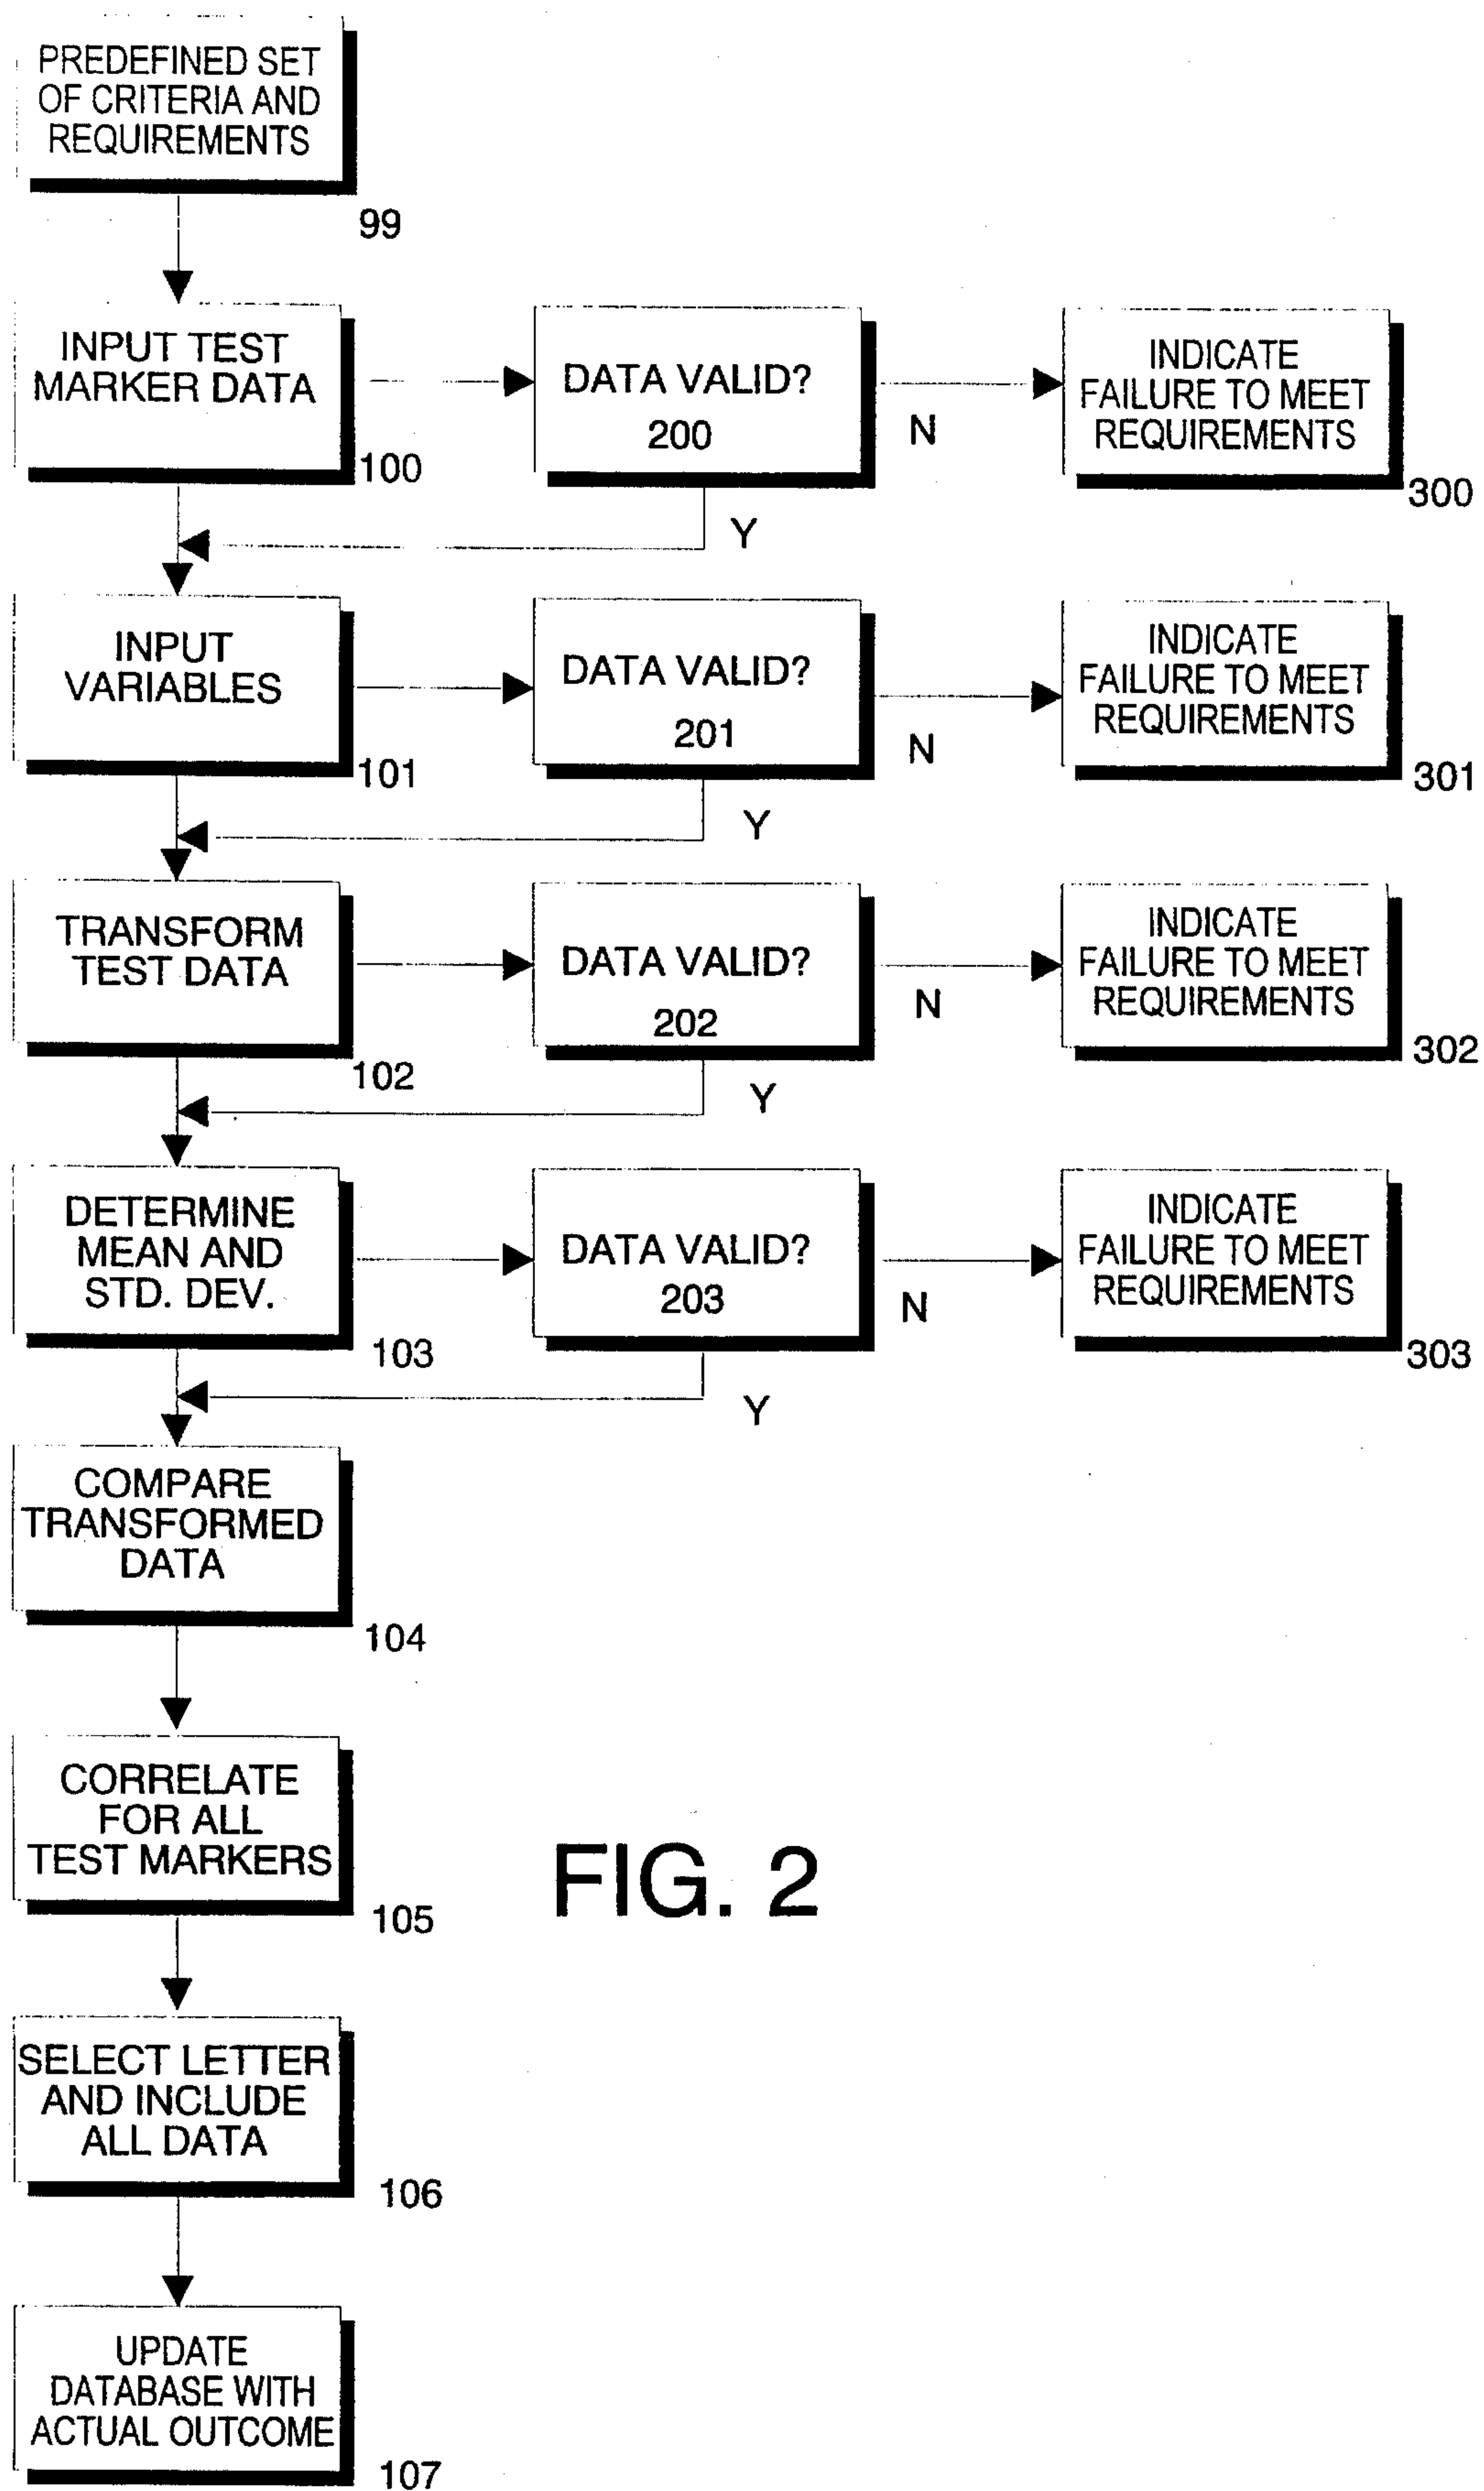 PREDEFINED SET
OF CRITERIA AND
REQUIREMENTS
99
INPUT TEST
MARKER DATA
100
DATA VALID?
200
N
Y
INDICATE
FAILURE TO MEET
REQUIREMENTS
300
INPUT
VARIABLES
101
DATA VALID?
201
N
Y
INDICATE
FAILURE TO MEET
REQUIREMENTS
301
TRANSFORM
TEST DATA
102
DATA VALID?
202
N
Y
INDICATE
FAILURE TO MEET
REQUIREMENTS
302
DETERMINE
MEAN AND
STD. DEV.
103
DATA VALID?
203
N
Y
INDICATE
FAILURE TO MEET
REQUIREMENTS
303
COMPARE
TRANSFORMED
DATA
104
CORRELATE
FOR ALL
TEST MARKERS
105
FIG. 2
SELECT LETTER
AND INCLUDE
ALL DATA
106
UPDATE
DATABASE WITH
ACTUAL OUTCOME
107